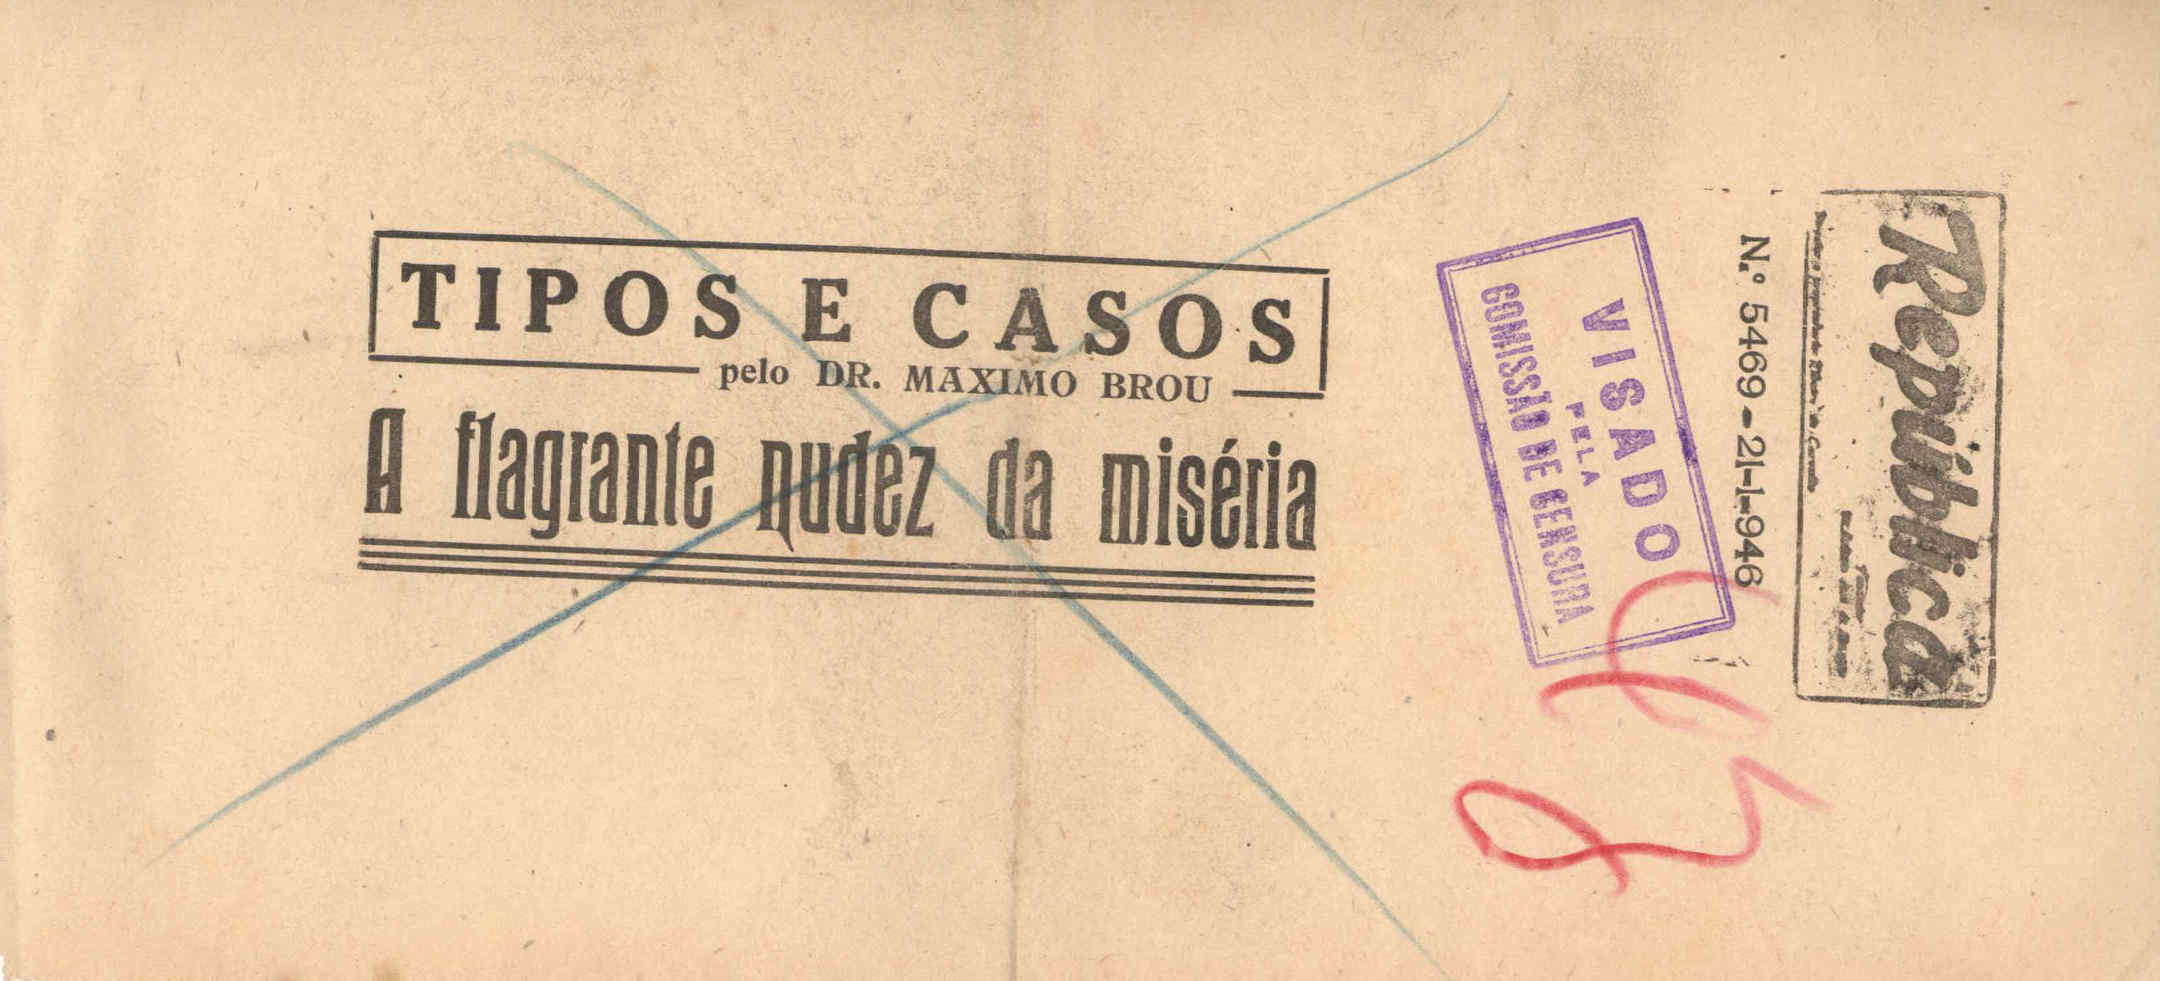 TIPOS E CASOS
pelo DR. MAXIMO BROU
A flagrante nudez da miséria
VISADO
PELA
COMISSÃO DE CENSURA
N.º 5469-21-1-946
República